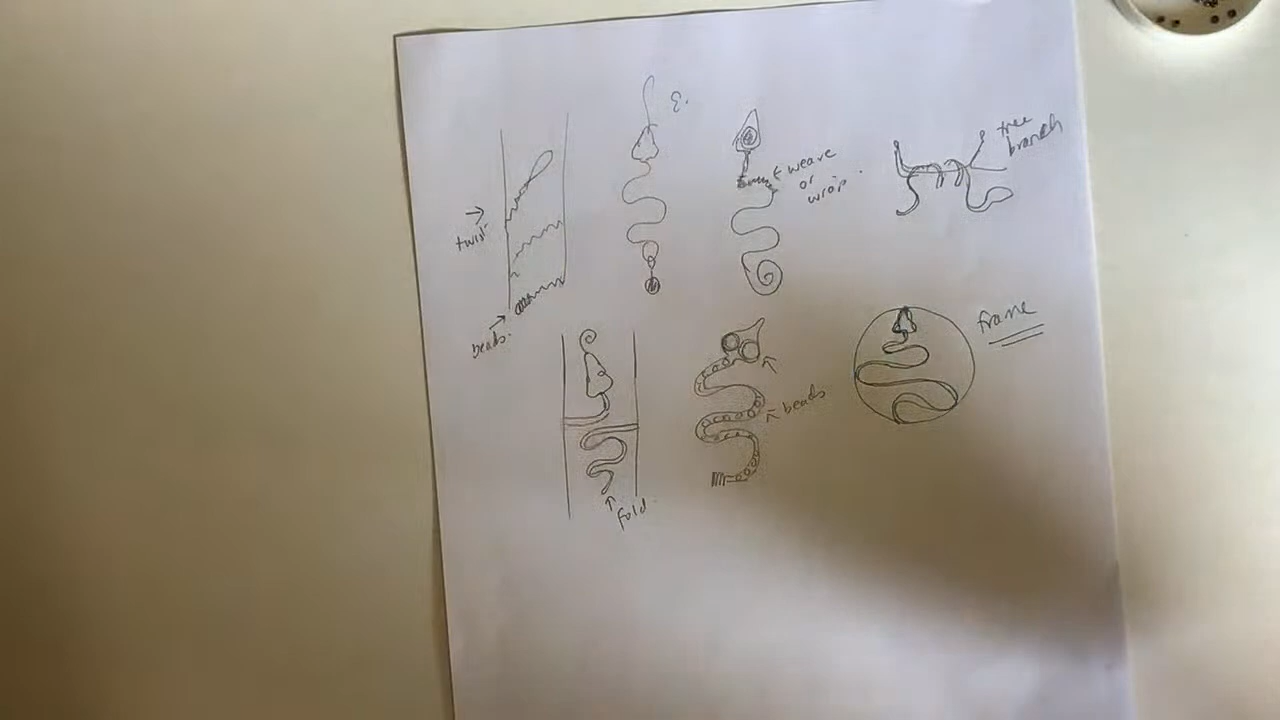 tree
branch
weave
or
wrap
twist
beads.
frame
beads
fold